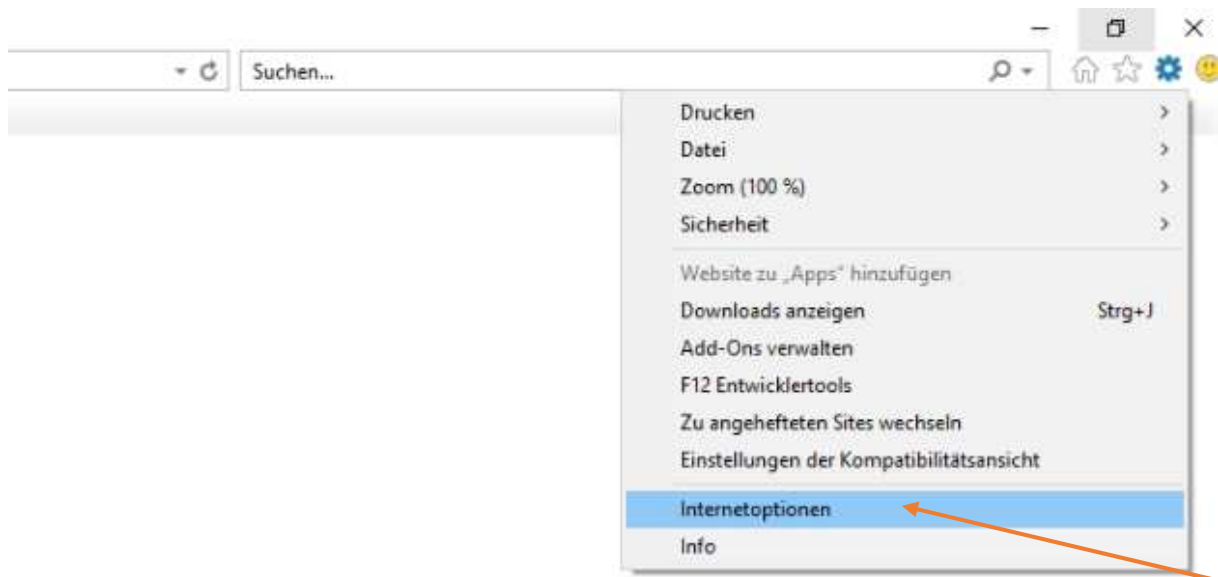 Suchen...
Drucken
Datei
Zoom (100 %)
Sicherheit
Website zu „Apps“ hinzufügen
Downloads anzeigen Strg+J
Add-Ons verwalten
F12 Entwicklertools
Zu angehefteten Sites wechseln
Einstellungen der Kompatibilitätsansicht
Internetoptionen
Info